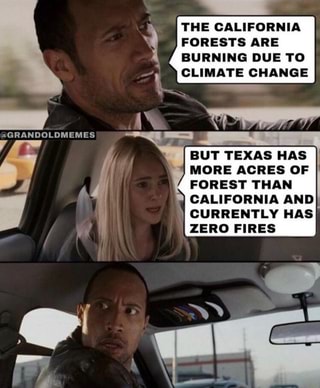 THE CALIFORNIA
FORESTS ARE
BURNING DUE TO
CLIMATE CHANGE
@GRANDOLDMEMES
BUT TEXAS HAS
MORE ACRES OF
FOREST THAN
CALIFORNIA AND
CURRENTLY HAS
ZERO FIRES